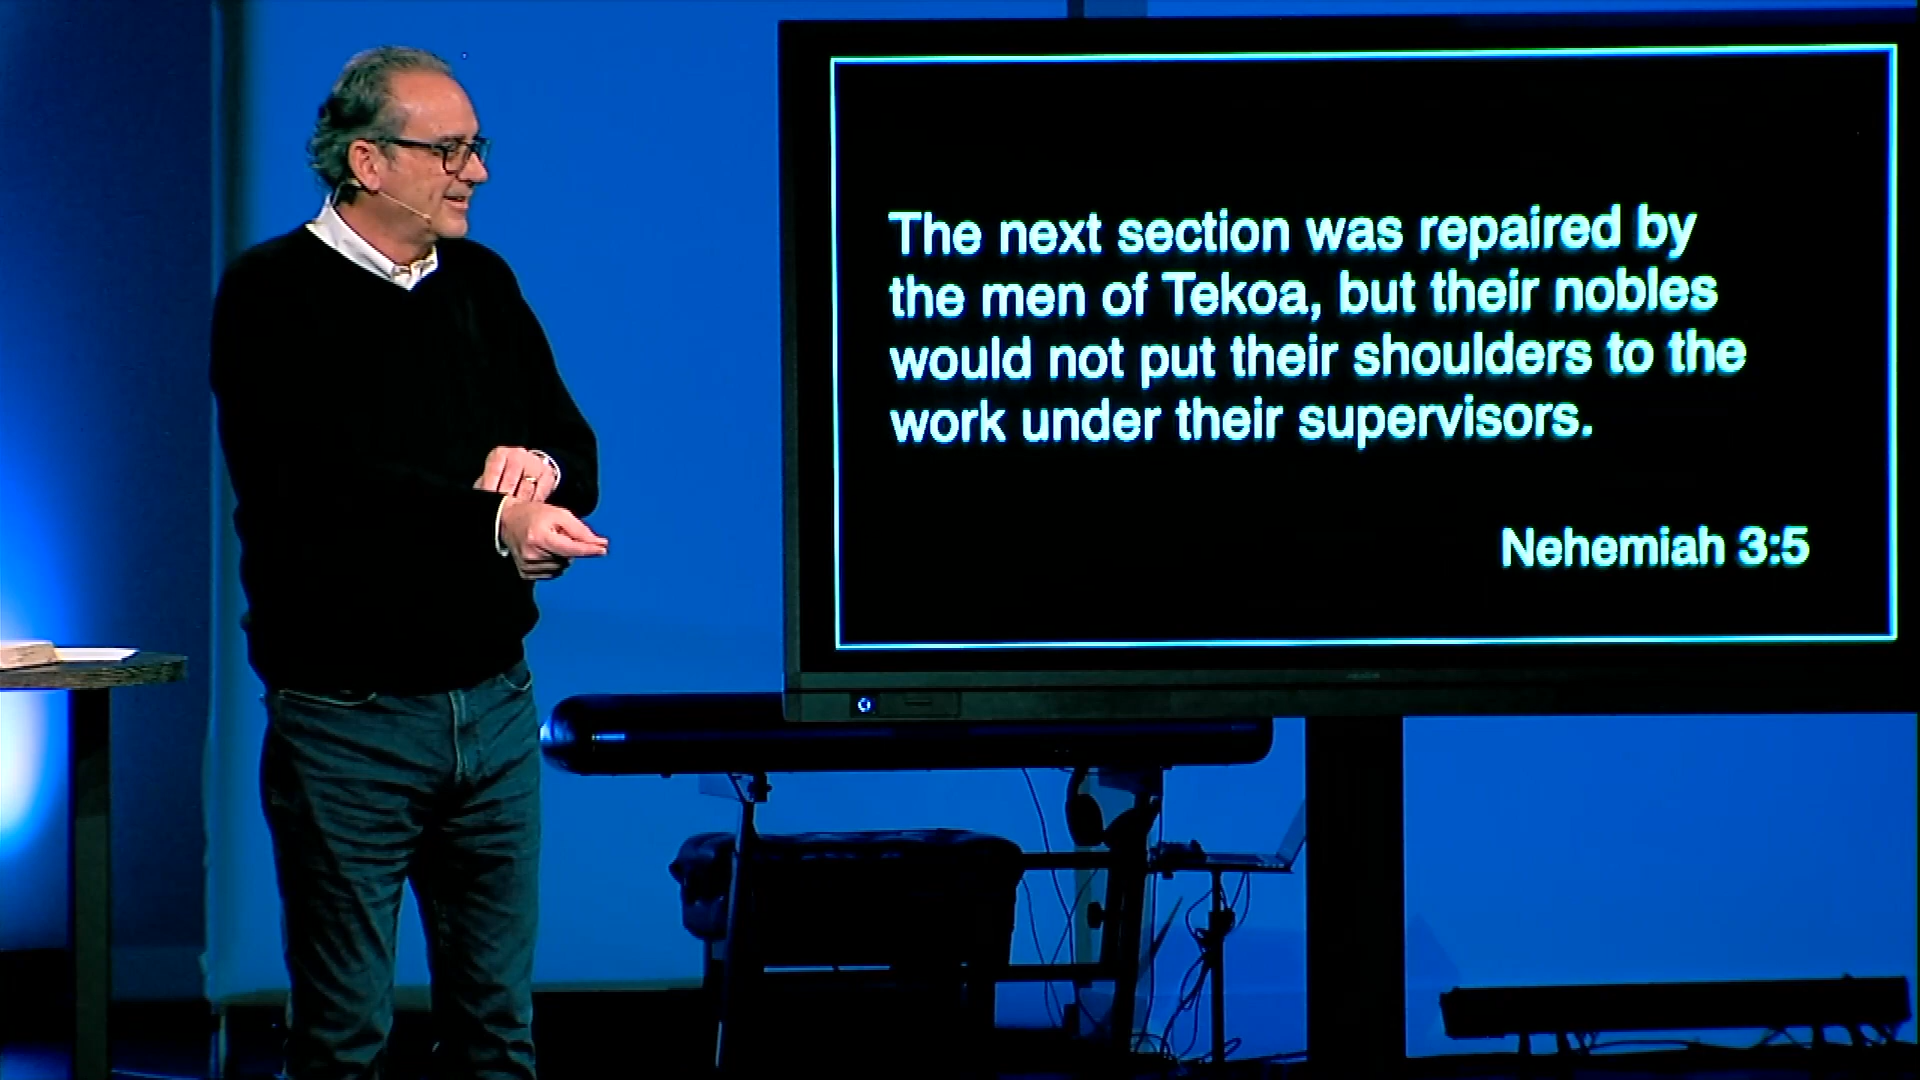 The next section was repaired by
the men of Tekoa, but their nobles
would not put their shoulders to the
work under their supervisors.
Nehemiah 3:5